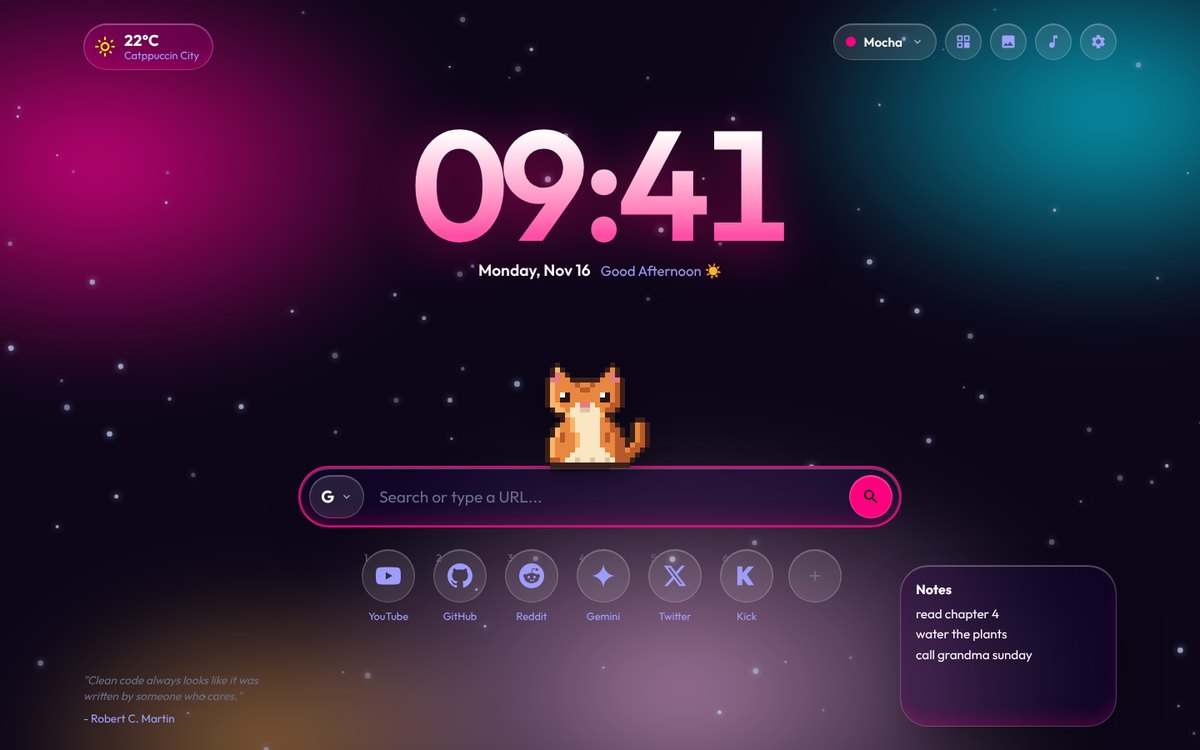 22°C
Catppuccin City
Mocha
09:41
Monday, Nov 16 Good Afternoon ☀️
G
Search or type a URL...
1 2 3 4 5 6
YouTube GitHub Reddit Gemini Twitter Kick
Notes
read chapter 4
water the plants
call grandma sunday
"Clean code always looks like it was
written by someone who cares."
- Robert C. Martin